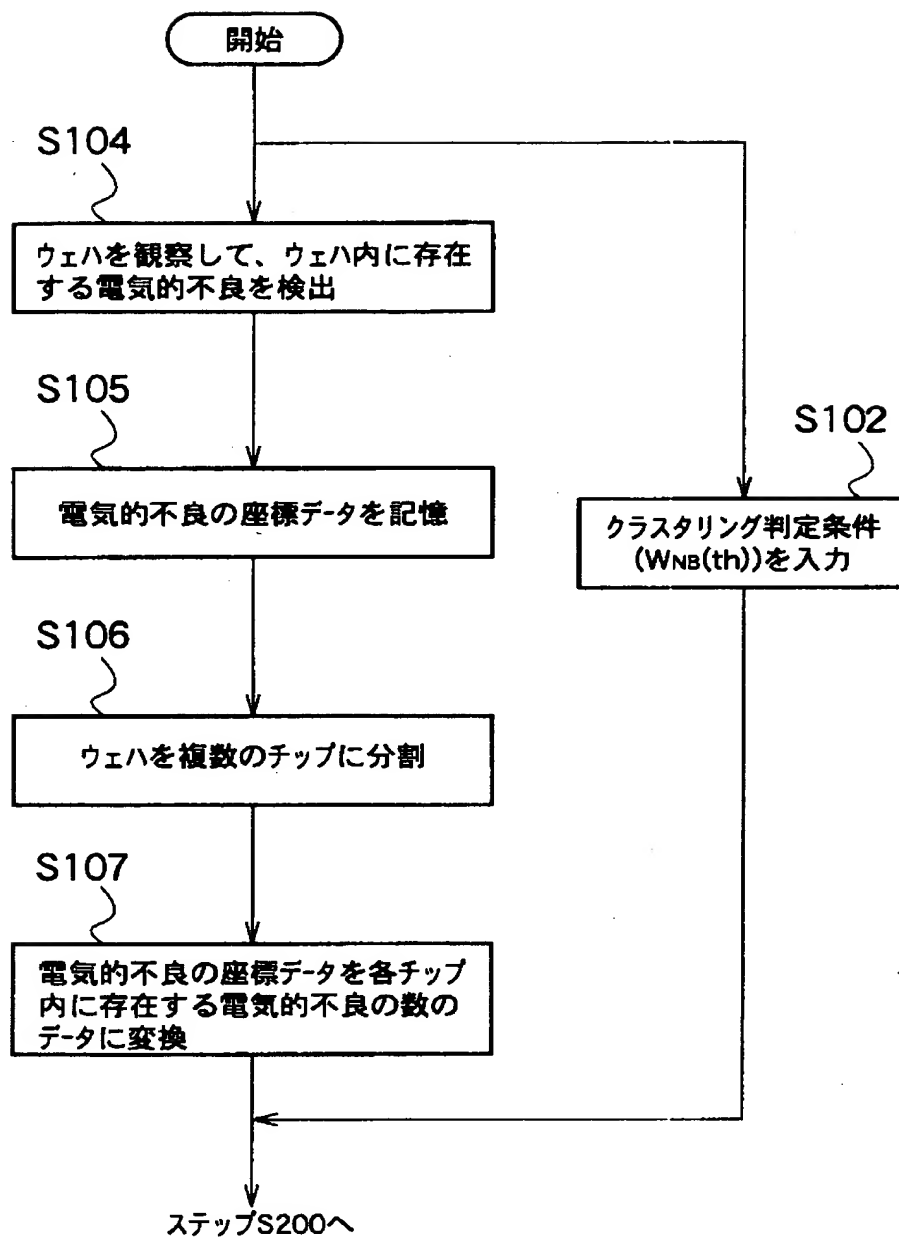 開始
S104
ウェハを観察して、ウェハ内に存在
する電気的不良を検出
S105
電気的不良の座標データを記憶
S102
クラスタリング判定条件
(WNB(th))を入力
S106
ウェハを複数のチップに分割
S107
電気的不良の座標データを各チップ
内に存在する電気的不良の数の
データに変換
ステップS200へ